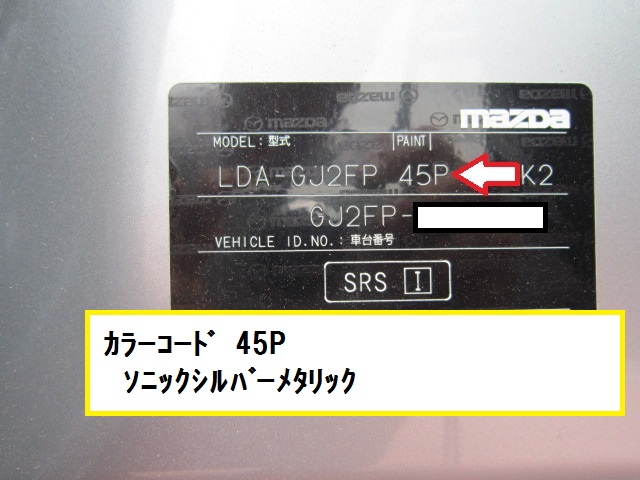 mazda
MODEL:型式 PAINT
LDA-GJ2FP 45P K2
GJ2FP-
VEHICLE ID.NO.:車台番号
SRS I
ｶﾗｰｺｰﾄﾞ 45P
ｿﾆｯｸｼﾙﾊﾞｰﾒﾀﾘｯｸ